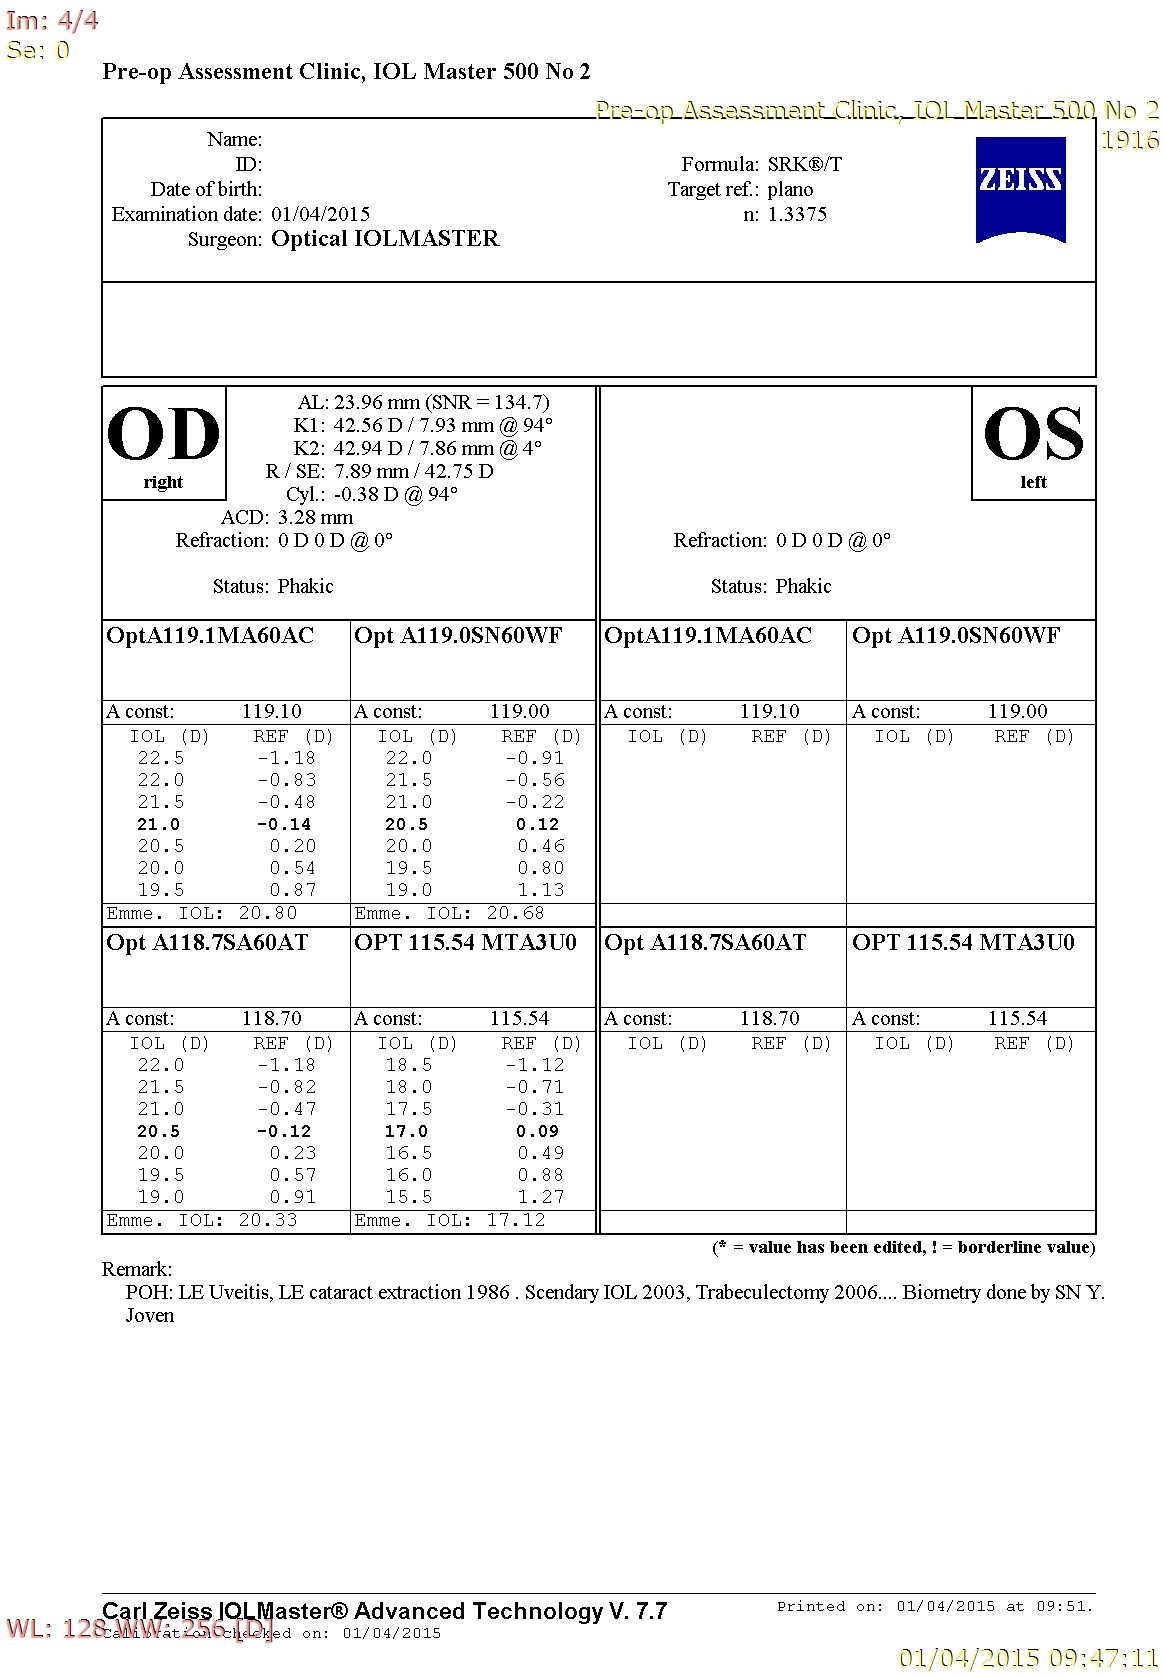 Im: 4/4
Se: 0
Pre-op Assessment Clinic, IOL Master 500 No 2
Pre-op Assessment Clinic, IOL Master 500 No 2
1916
Name:
ID:
Date of birth:
Examination date: 01/04/2015
Surgeon: Optical IOLMASTER
Formula: SRK®/T
Target ref.: plano
n: 1.3375
ZEISS
OD
right
AL: 23.96 mm (SNR = 134.7)
K1: 42.56 D / 7.93 mm @ 94°
K2: 42.94 D / 7.86 mm @ 4°
R / SE: 7.89 mm / 42.75 D
Cyl.: -0.38 D @ 94°
ACD: 3.28 mm
Refraction: 0 D 0 D @ 0°
Status: Phakic
OS
left
Refraction: 0 D 0 D @ 0°
Status: Phakic
OptA119.1MA60AC Opt A119.0SN60WF OptA119.1MA60AC Opt A119.0SN60WF
A const: 119.10 A const: 119.00 A const: 119.10 A const: 119.00
IOL (D) REF (D) IOL (D) REF (D) IOL (D) REF (D) IOL (D) REF (D)
22.5 -1.18 22.0 -0.91
22.0 -0.83 21.5 -0.56
21.5 -0.48 21.0 -0.22
21.0 -0.14 20.5 0.12
20.5 0.20 20.0 0.46
20.0 0.54 19.5 0.80
19.5 0.87 19.0 1.13
Emme. IOL: 20.80 Emme. IOL: 20.68
Opt A118.7SA60AT OPT 115.54 MTA3U0 Opt A118.7SA60AT OPT 115.54 MTA3U0
A const: 118.70 A const: 115.54 A const: 118.70 A const: 115.54
IOL (D) REF (D) IOL (D) REF (D) IOL (D) REF (D) IOL (D) REF (D)
22.0 -1.18 18.5 -1.12
21.5 -0.82 18.0 -0.71
21.0 -0.47 17.5 -0.31
20.5 -0.12 17.0 0.09
20.0 0.23 16.5 0.49
19.5 0.57 16.0 0.88
19.0 0.91 15.5 1.27
Emme. IOL: 20.33 Emme. IOL: 17.12
(* = value has been edited, ! = borderline value)
Remark:
POH: LE Uveitis, LE cataract extraction 1986 . Scendary IOL 2003, Trabeculectomy 2006.... Biometry done by SN Y.
Joven
Carl Zeiss IOLMaster® Advanced Technology V. 7.7
Printed on: 01/04/2015 at 09:51.
WL: 128 WW: 256 [D]
Calibration checked on: 01/04/2015
01/04/2015 09:47:11